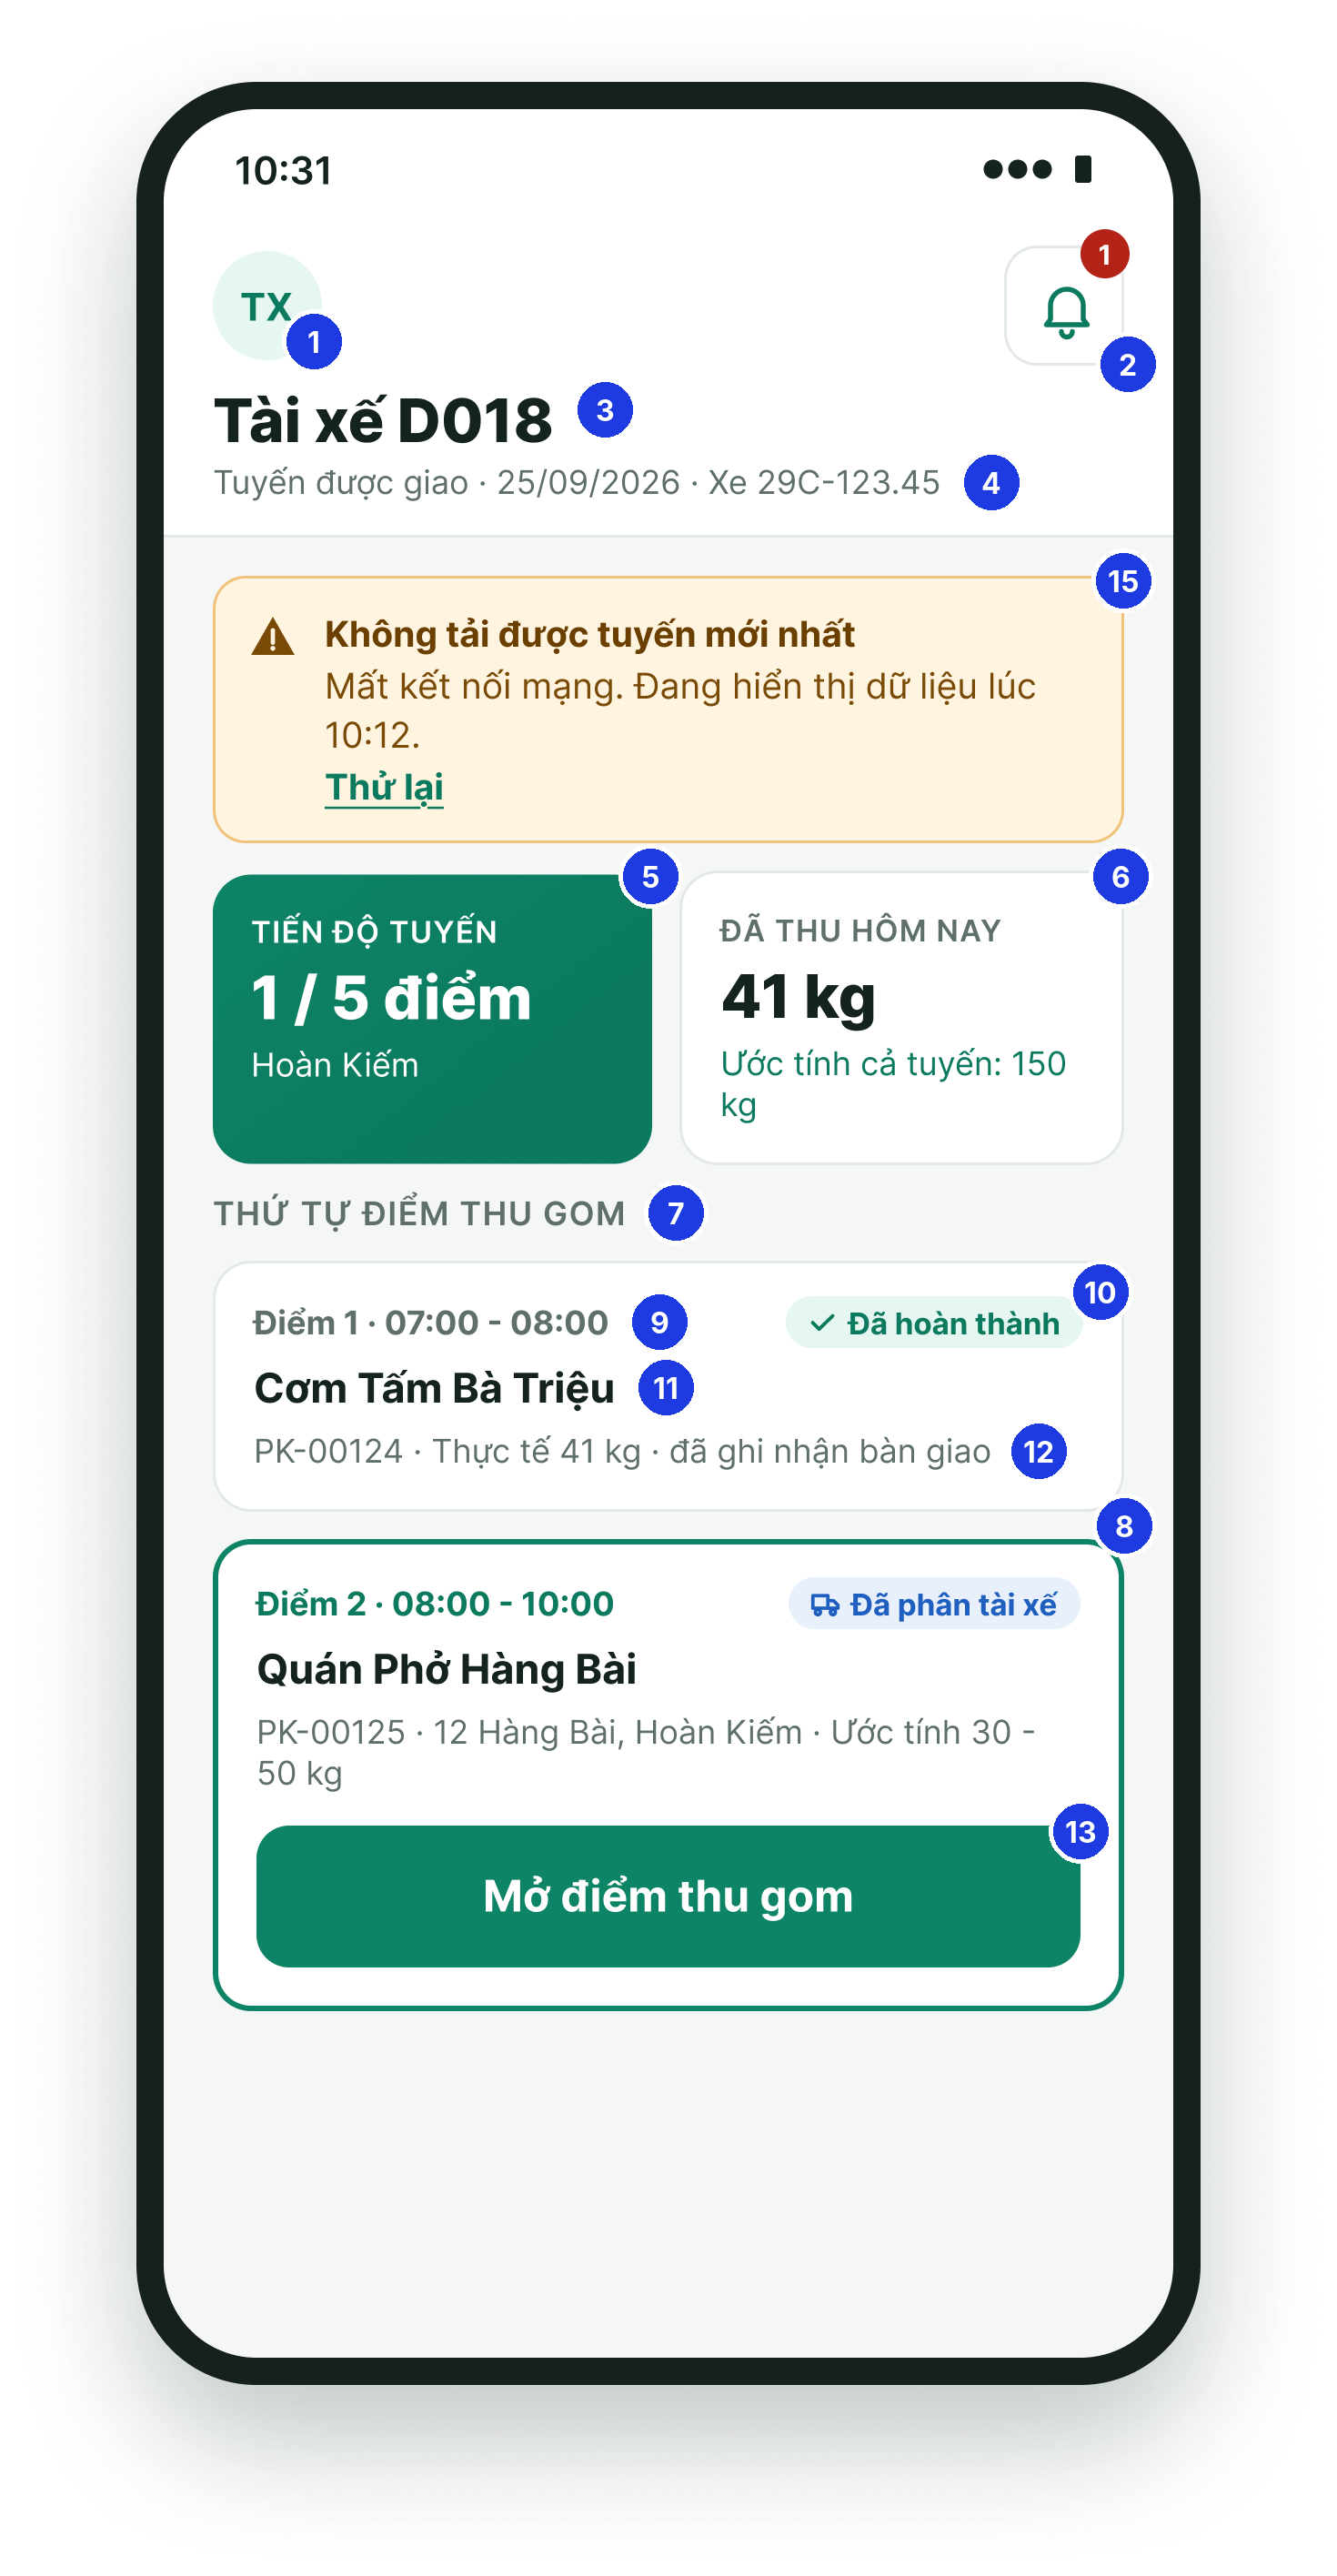 10:31
TX
1
1
2
Tài xế D018
3
Tuyến được giao · 25/09/2026 · Xe 29C-123.45
4
15
Không tải được tuyến mới nhất
Mất kết nối mạng. Đang hiển thị dữ liệu lúc
10:12.
Thử lại
5
6
TIẾN ĐỘ TUYẾN
1 / 5 điểm
Hoàn Kiếm
ĐÃ THU HÔM NAY
41 kg
Ước tính cả tuyến: 150
kg
THỨ TỰ ĐIỂM THU GOM
7
Điểm 1 · 07:00 - 08:00
9
Đã hoàn thành
10
Cơm Tấm Bà Triệu
11
PK-00124 · Thực tế 41 kg · đã ghi nhận bàn giao
12
8
Điểm 2 · 08:00 - 10:00
Đã phân tài xế
Quán Phở Hàng Bài
PK-00125 · 12 Hàng Bài, Hoàn Kiếm · Ước tính 30 -
50 kg
13
Mở điểm thu gom